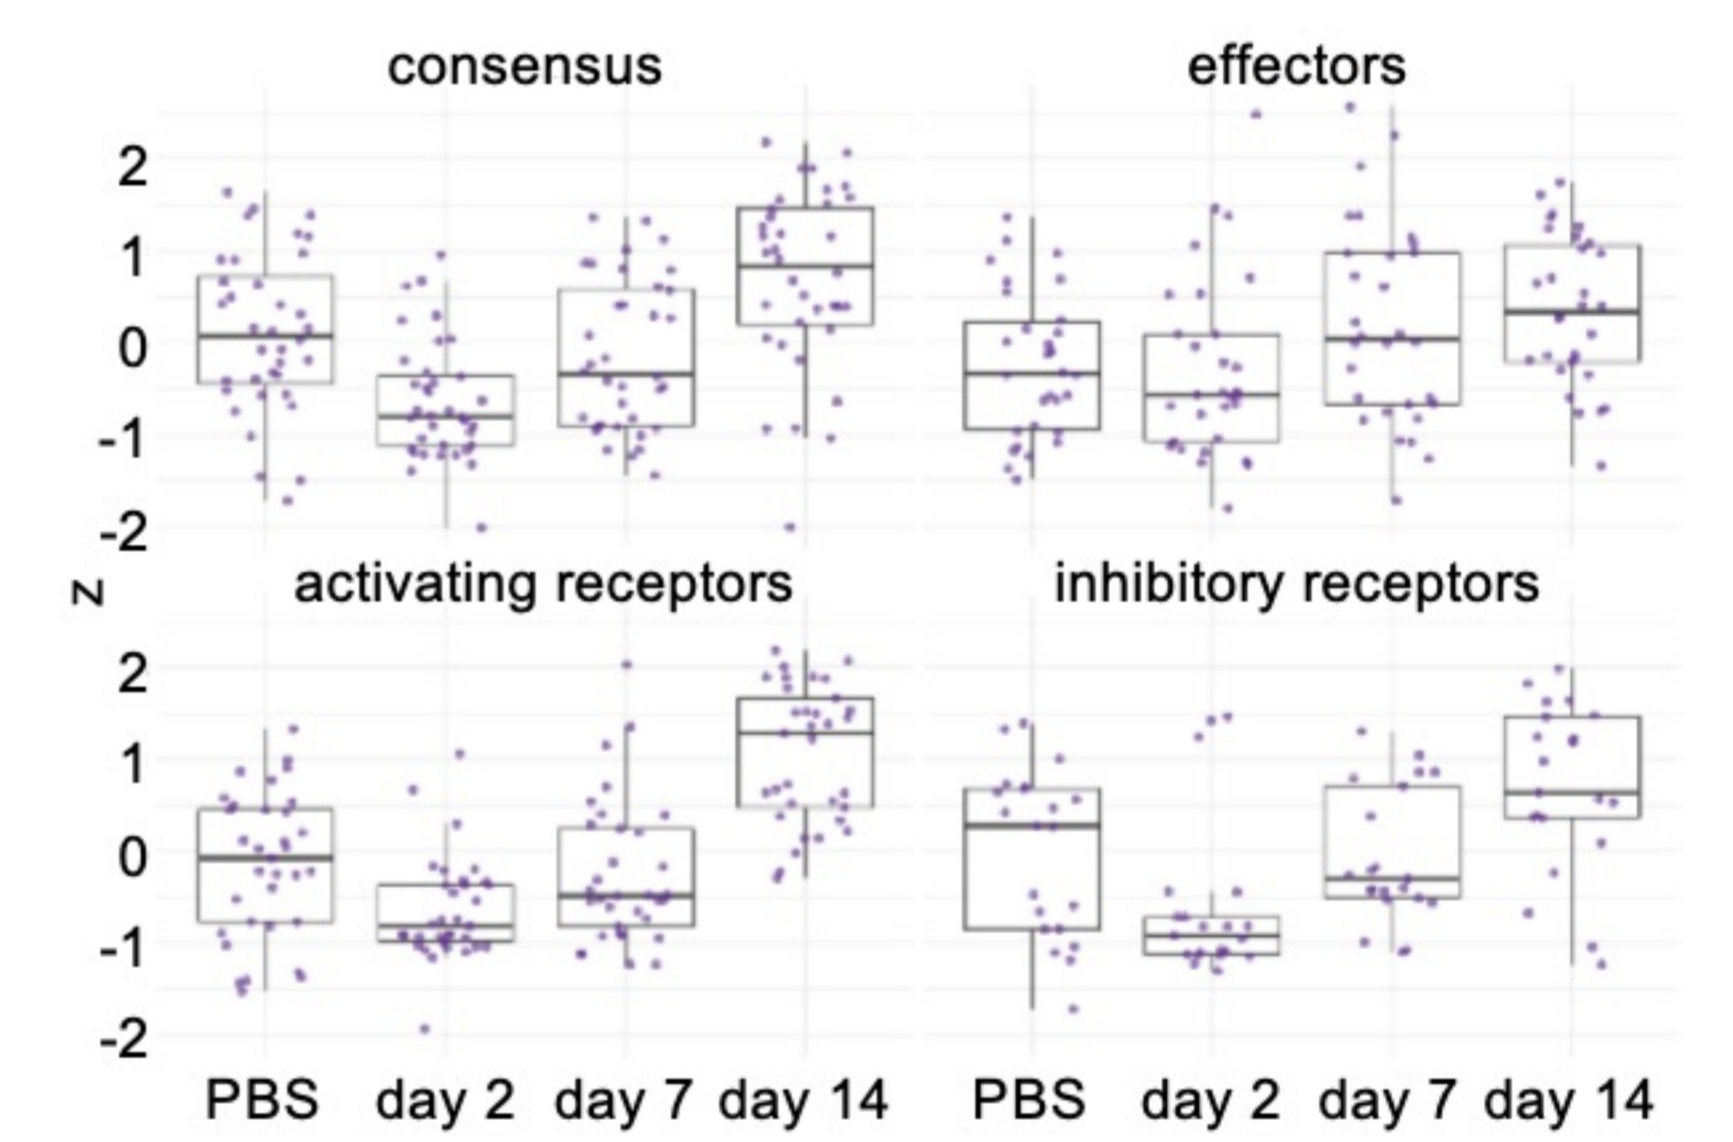 consensus effectors
2
1
0
-1
-2
z
activating receptors inhibitory receptors
2
1
0
-1
-2
PBS day 2 day 7 day 14 PBS day 2 day 7 day 14